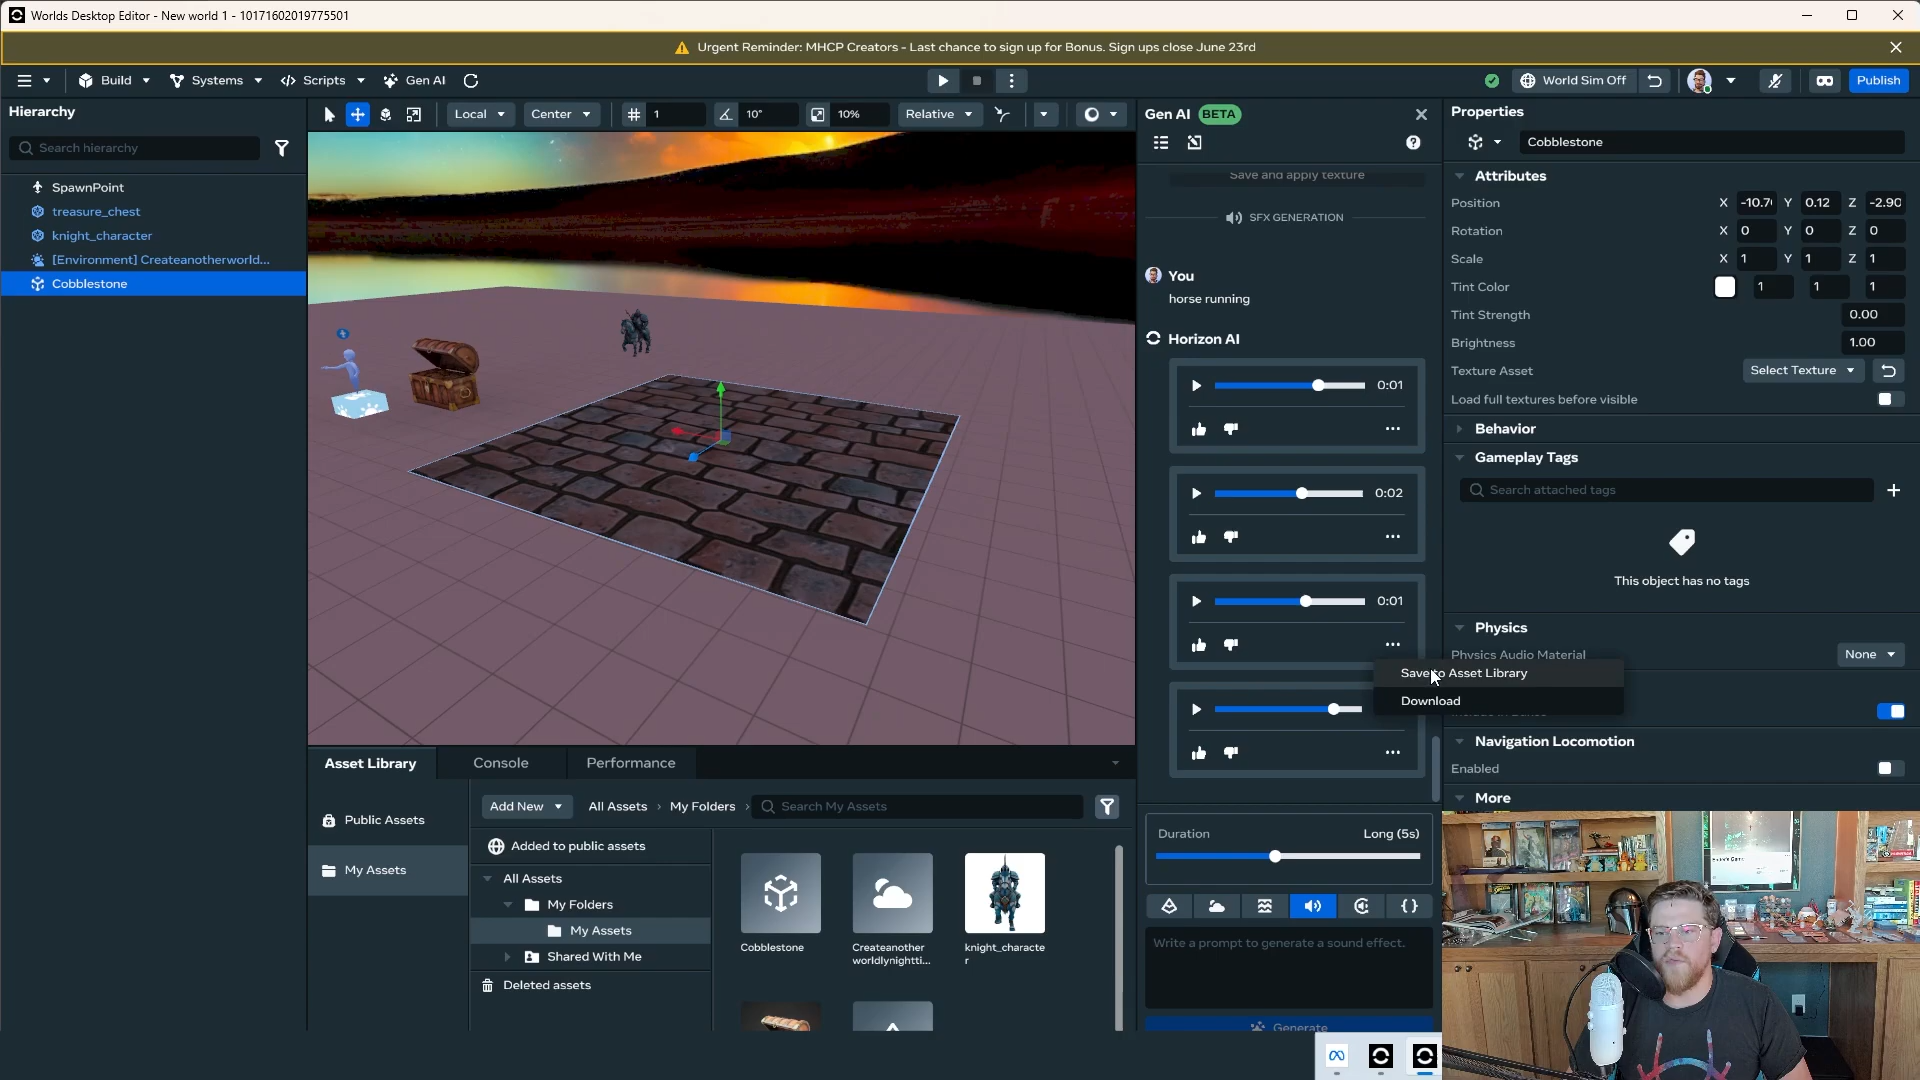 Worlds Desktop Editor - New world 1 - 10171602019775501
Urgent Reminder: MHCP Creators - Last chance to sign up for Bonus. Sign ups close June 23rd
Build
Systems
Scripts
Gen AI
World Sim Off
Publish
Hierarchy
Search hierarchy
SpawnPoint
treasure_chest
knight_character
[Environment] Createanotherworld...
Cobblestone
Local
Center
1
10°
10%
Relative
Gen AI BETA
Save and apply texture
SFX GENERATION
You
horse running
Horizon AI
0:01
0:02
0:01
Save to Asset Library
Download
Duration
Long (5s)
Write a prompt to generate a sound effect.
Generate
Properties
Cobblestone
Attributes
Position X -10.7 Y 0.12 Z -2.90
Rotation X 0 Y 0 Z 0
Scale X 1 Y 1 Z 1
Tint Color 1 1 1
Tint Strength 0.00
Brightness 1.00
Texture Asset Select Texture
Load full textures before visible
Behavior
Gameplay Tags
Search attached tags
This object has no tags
Physics
Physics Audio Material None
Navigation Locomotion
Enabled
More
Asset Library
Console
Performance
Public Assets
My Assets
Add New
All Assets › My Folders ›
Search My Assets
Added to public assets
All Assets
My Folders
My Assets
Shared With Me
Deleted assets
Cobblestone
Createanother
worldlynightti...
knight_characte
r